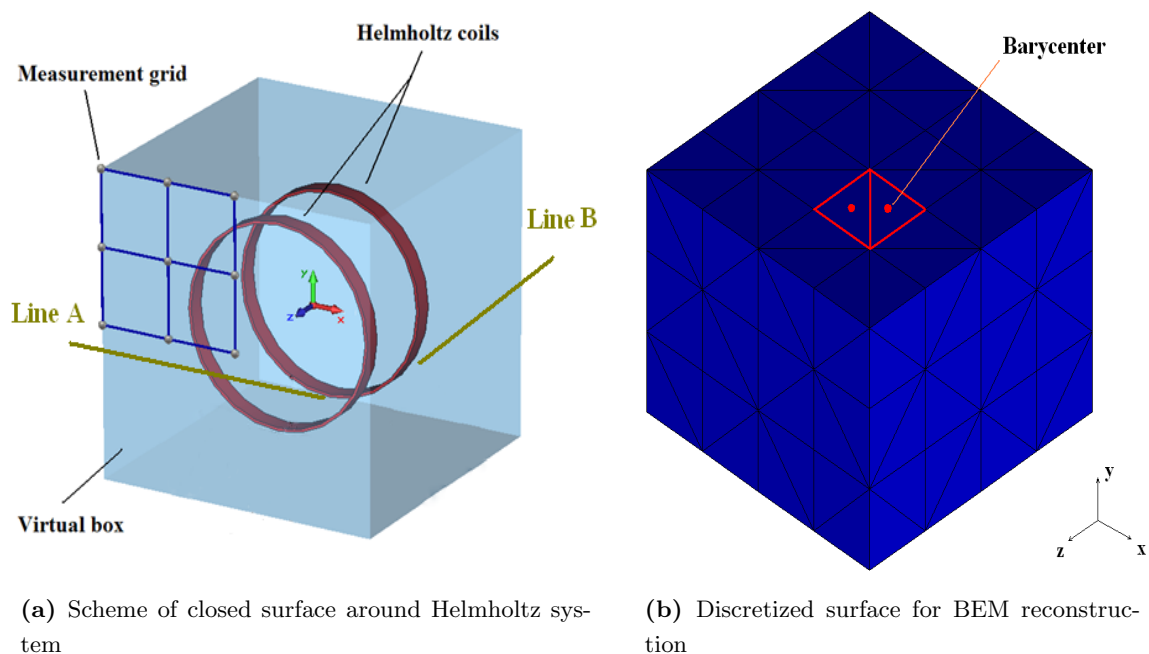 Helmholtz coils
Measurement grid
Line B
Line A
y
x
z
Virtual box
(a) Scheme of closed surface around Helmholtz sys-
tem
Barycenter
y
x
z
(b) Discretized surface for BEM reconstruc-
tion